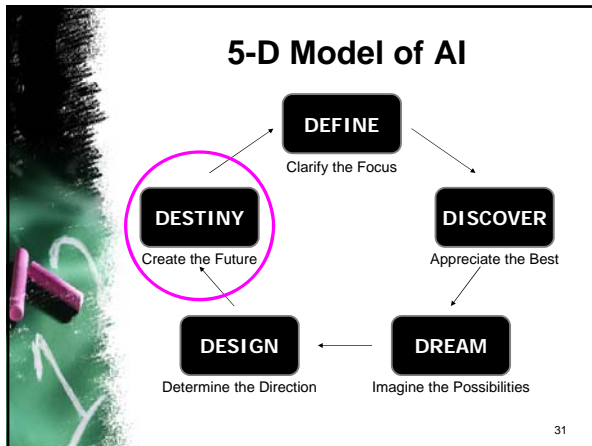 5-D Model of AI
DEFINE
Clarify the Focus
DISCOVER
Appreciate the Best
DREAM
Imagine the Possibilities
DESIGN
Determine the Direction
DESTINY
Create the Future
31